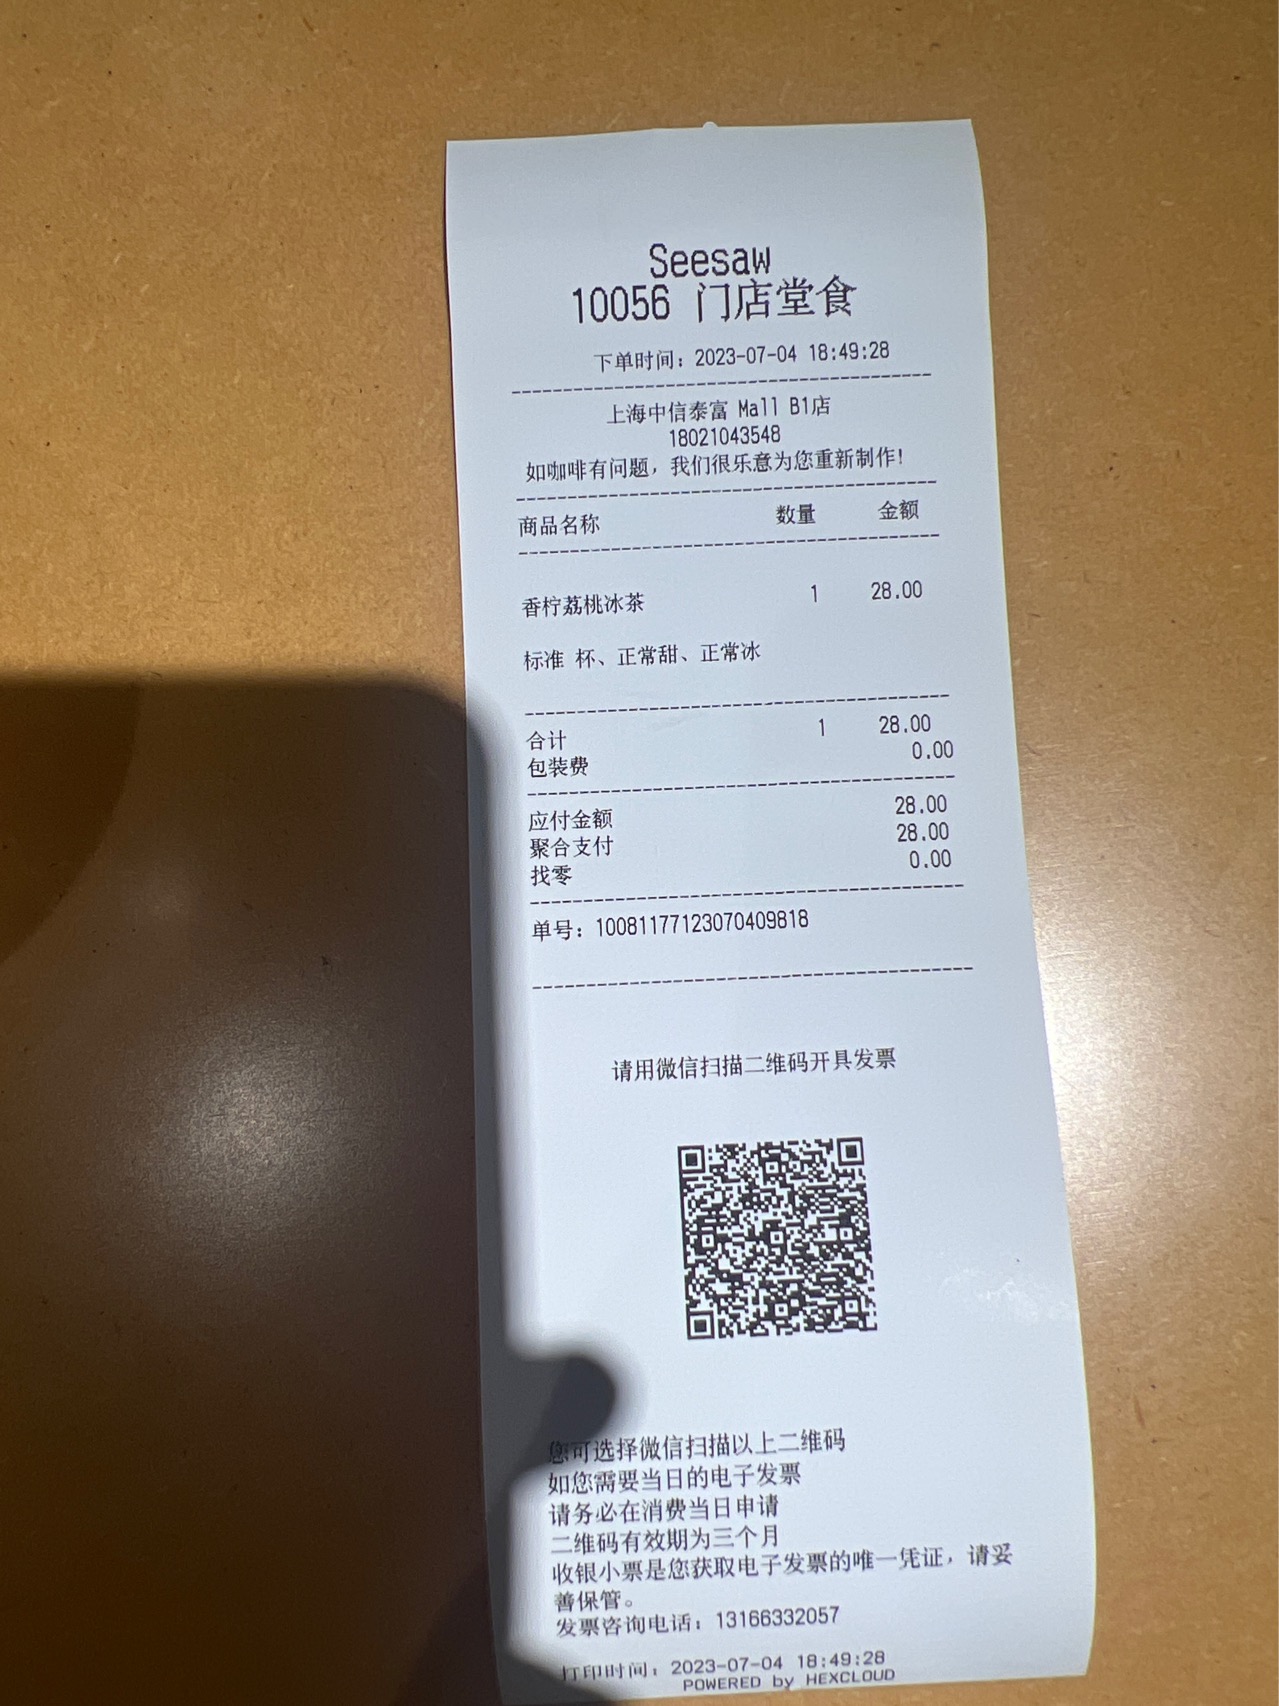 Seesaw
10056 门店堂食
下单时间：2023-07-04 18:49:28
上海中信泰富 Mall B1店
18021043548
如咖啡有问题，我们很乐意为您重新制作！
商品名称 数量 金额
香柠荔桃冰茶 1 28.00
标准 杯、正常甜、正常冰
合计 1 28.00
包装费 0.00
应付金额 28.00
聚合支付 28.00
找零 0.00
单号：10081177123070409818
请用微信扫描二维码开具发票
您可选择微信扫描以上二维码
如您需要当日的电子发票
请务必在消费当日申请
二维码有效期为三个月
收银小票是您获取电子发票的唯一凭证，请妥
善保管。
发票咨询电话：13166332057
打印时间：2023-07-04 18:49:28
POWERED by HEXCLOUD